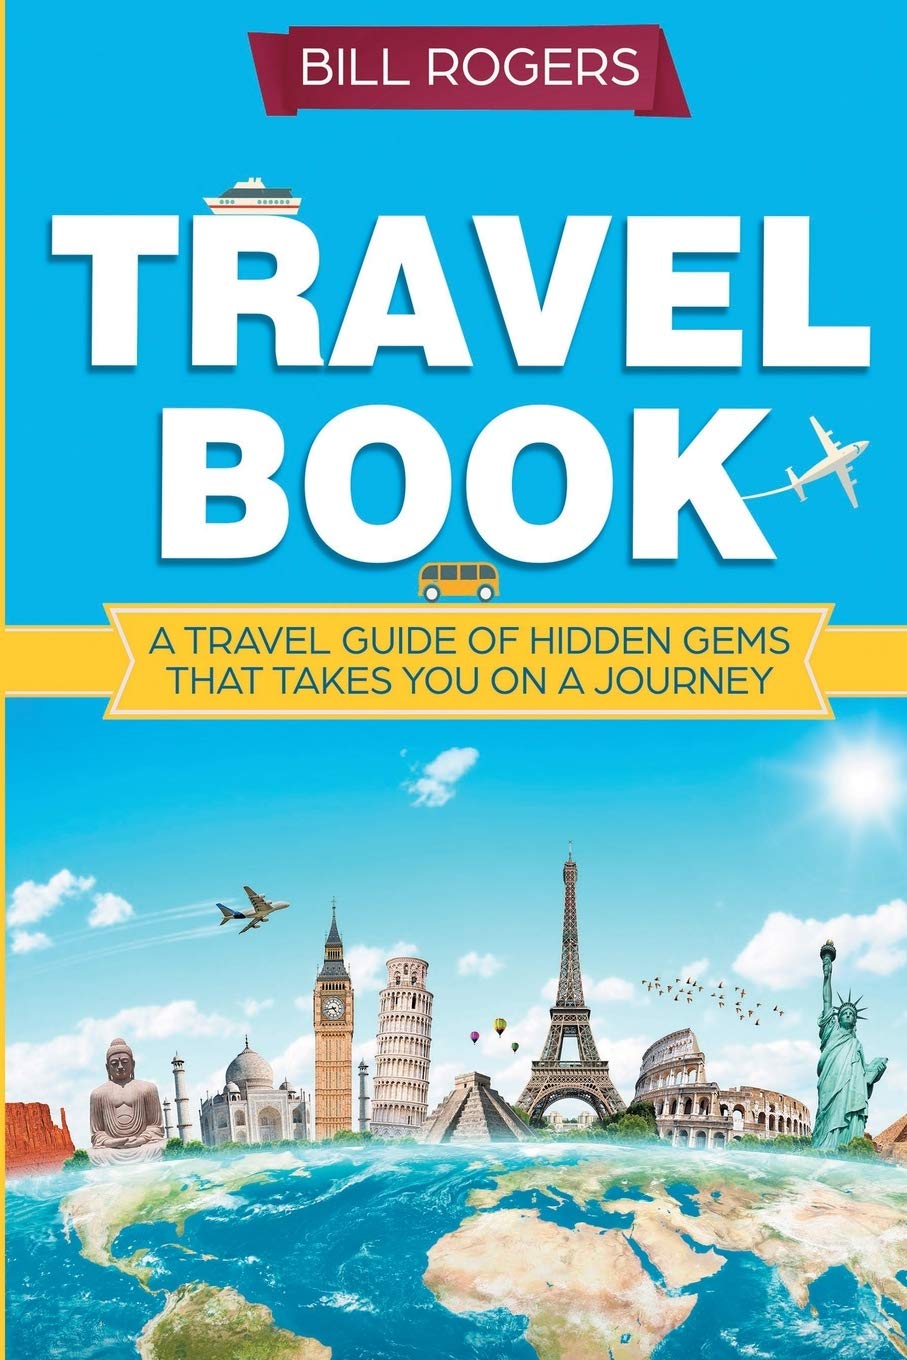 BILL ROGERS
TRAVEL
BOOK
A TRAVEL GUIDE OF HIDDEN GEMS
THAT TAKES YOU ON A JOURNEY